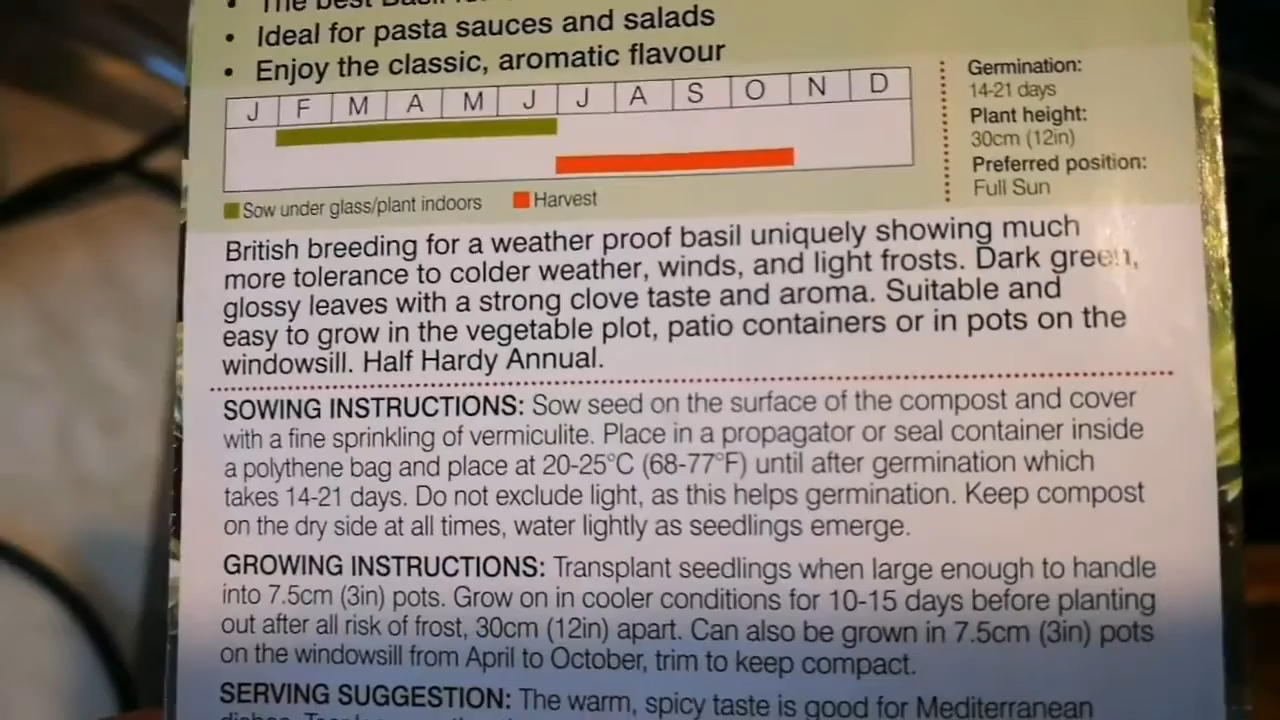 • The best Basil
• Ideal for pasta sauces and salads
• Enjoy the classic, aromatic flavour
J F M A M J J A S O N D
Sow under glass/plant indoors Harvest
Germination:
14-21 days
Plant height:
30cm (12in)
Preferred position:
Full Sun
British breeding for a weather proof basil uniquely showing much
more tolerance to colder weather, winds, and light frosts. Dark green,
glossy leaves with a strong clove taste and aroma. Suitable and
easy to grow in the vegetable plot, patio containers or in pots on the
windowsill. Half Hardy Annual.
SOWING INSTRUCTIONS: Sow seed on the surface of the compost and cover
with a fine sprinkling of vermiculite. Place in a propagator or seal container inside
a polythene bag and place at 20-25°C (68-77°F) until after germination which
takes 14-21 days. Do not exclude light, as this helps germination. Keep compost
on the dry side at all times, water lightly as seedlings emerge.
GROWING INSTRUCTIONS: Transplant seedlings when large enough to handle
into 7.5cm (3in) pots. Grow on in cooler conditions for 10-15 days before planting
out after all risk of frost, 30cm (12in) apart. Can also be grown in 7.5cm (3in) pots
on the windowsill from April to October, trim to keep compact.
SERVING SUGGESTION: The warm, spicy taste is good for Mediterranean